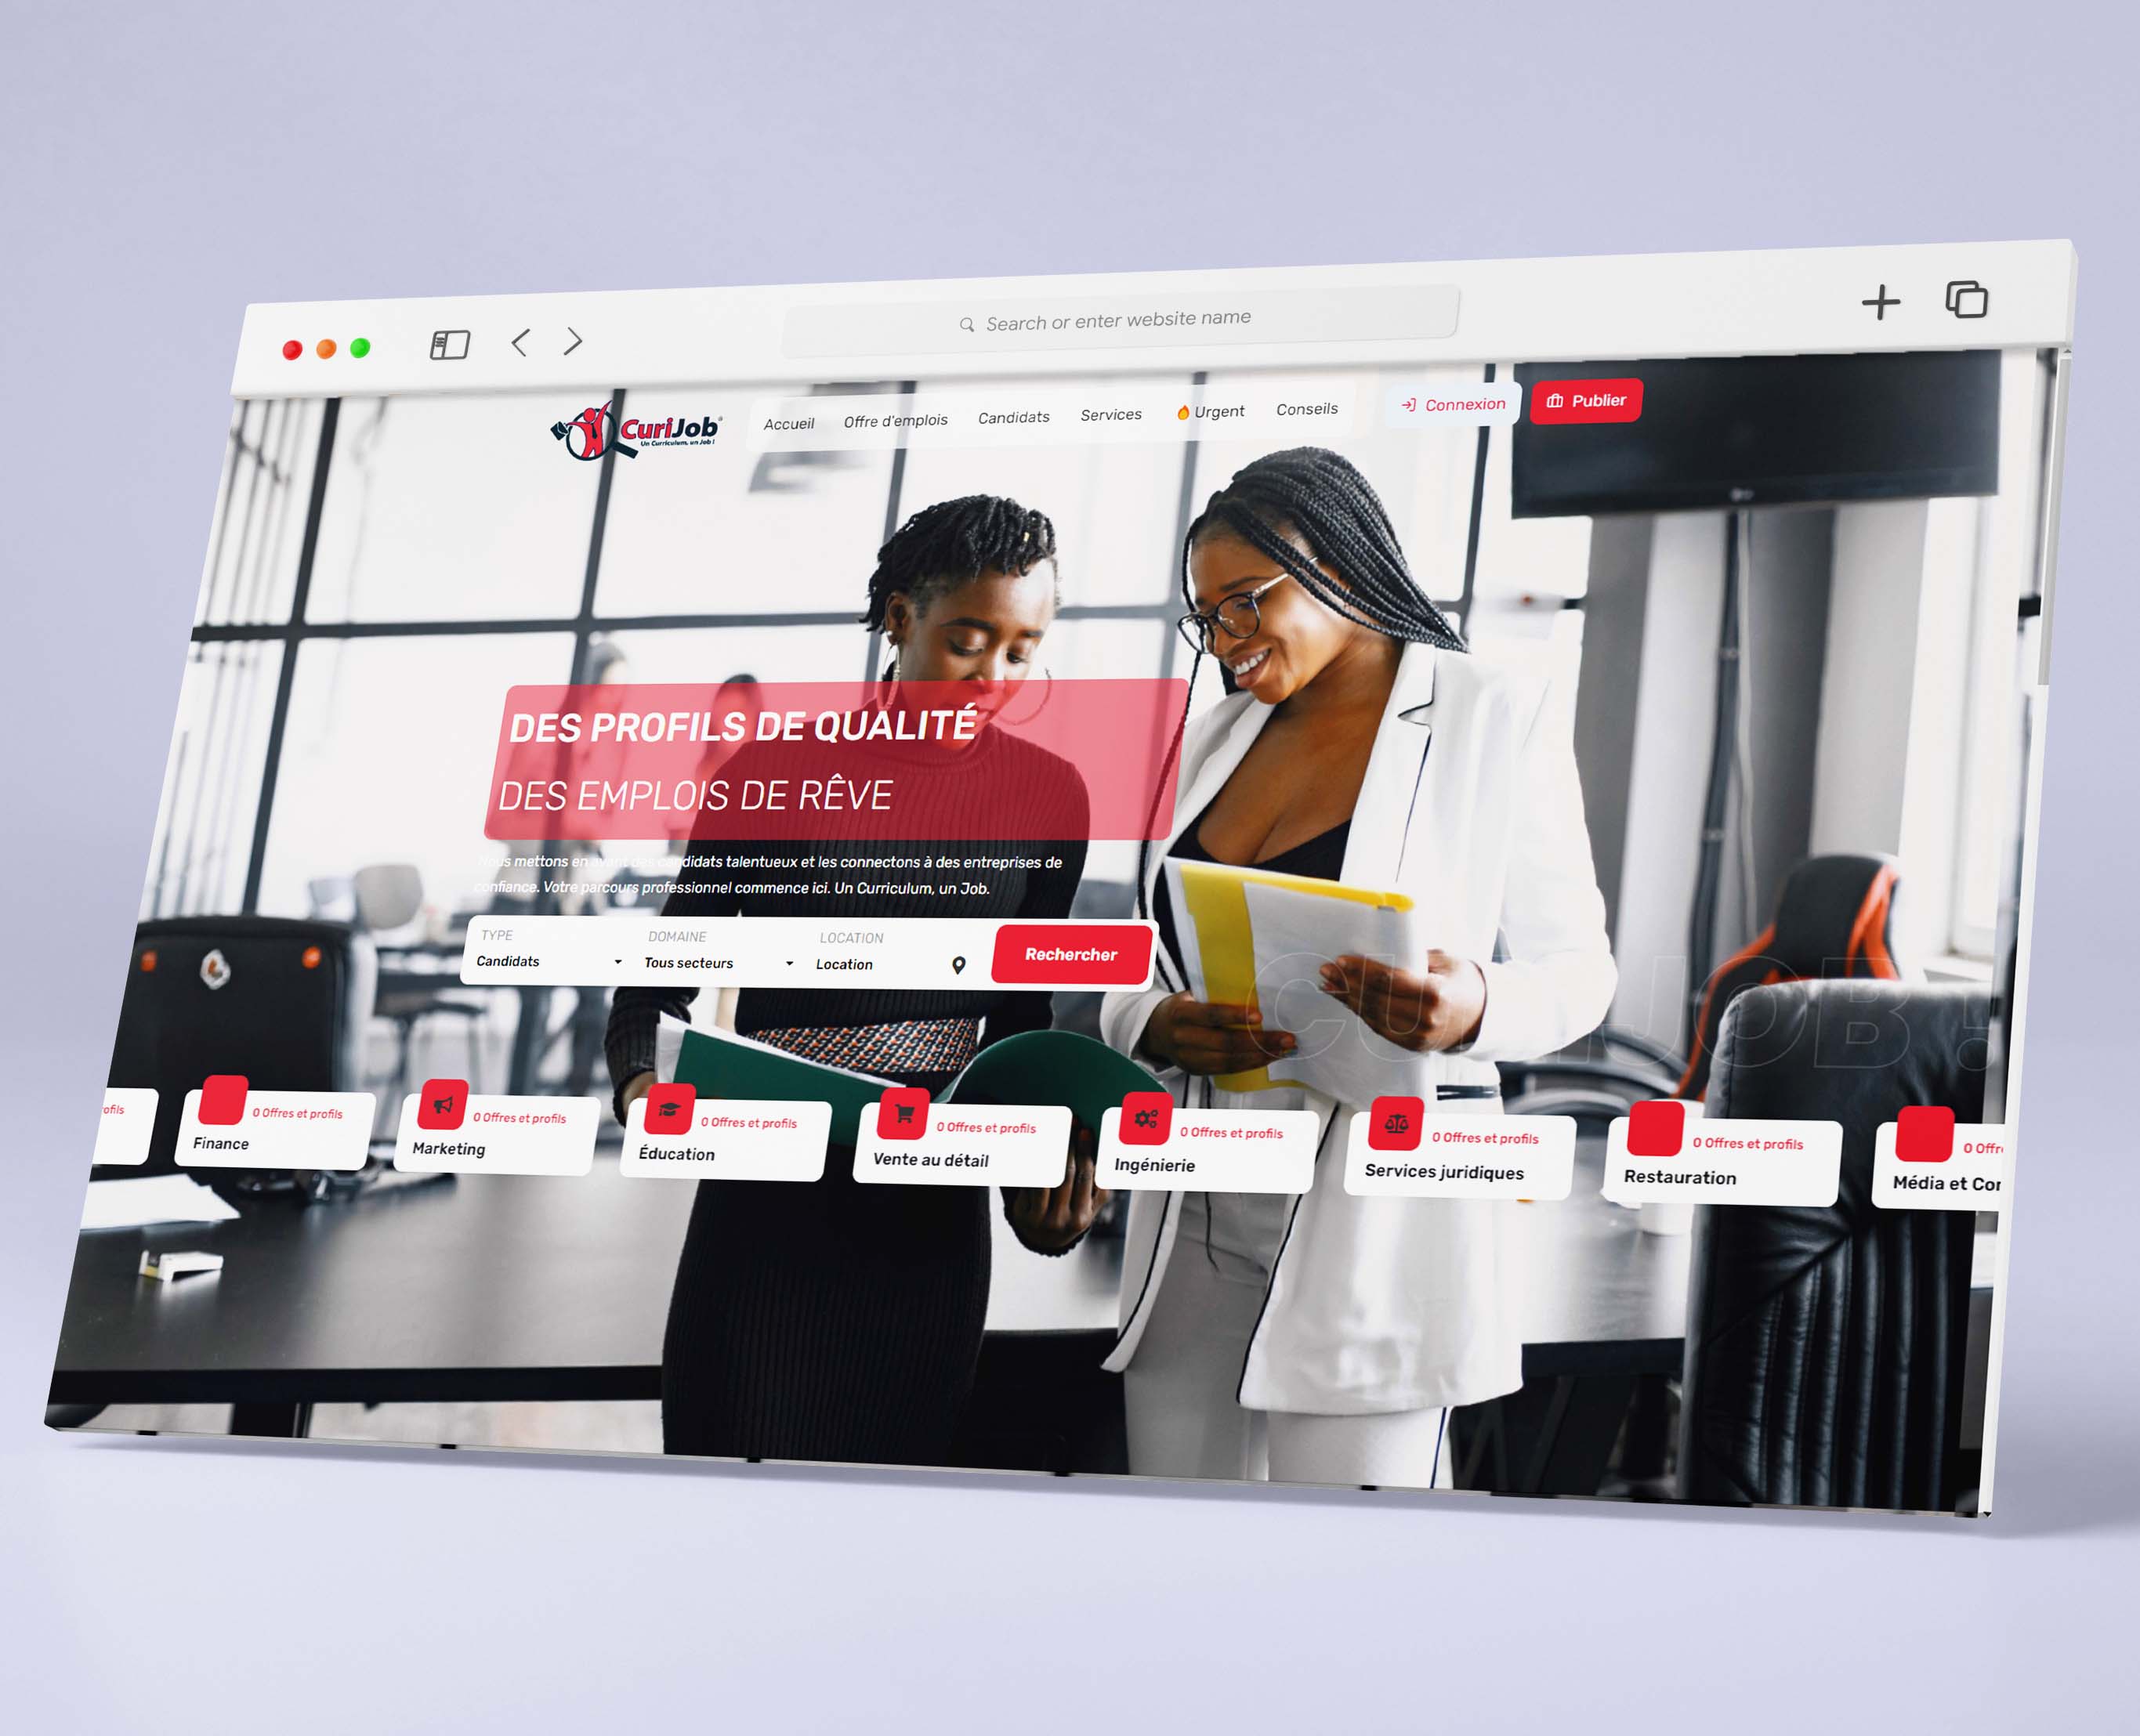 Search or enter website name
CuriJob
Un Curriculum, un Job !
Accueil
Offre d'emplois
Candidats
Services
Urgent
Conseils
Connexion
Publier
DES PROFILS DE QUALITÉ
DES EMPLOIS DE RÊVE
Nous mettons en avant des candidats talentueux et les connectons à des entreprises de
confiance. Votre parcours professionnel commence ici. Un Curriculum, un Job.
TYPE
Candidats
DOMAINE
Tous secteurs
LOCATION
Location
Rechercher
CURIJOB !
ofils
0 Offres et profils
Finance
0 Offres et profils
Marketing
0 Offres et profils
Éducation
0 Offres et profils
Vente au détail
0 Offres et profils
Ingénierie
0 Offres et profils
Services juridiques
0 Offres et profils
Restauration
0 Offr
Média et Cor